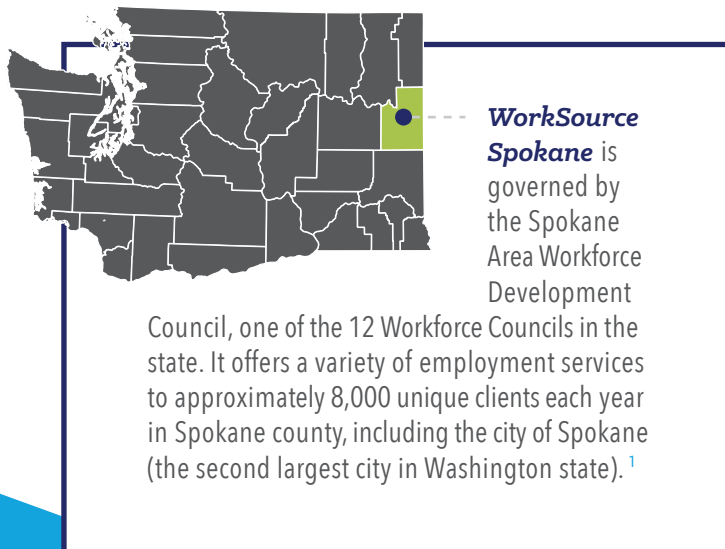 WorkSource
Spokane is
governed by
the Spokane
Area Workforce
Development
Council, one of the 12 Workforce Councils in the
state. It offers a variety of employment services
to approximately 8,000 unique clients each year
in Spokane county, including the city of Spokane
(the second largest city in Washington state). 1